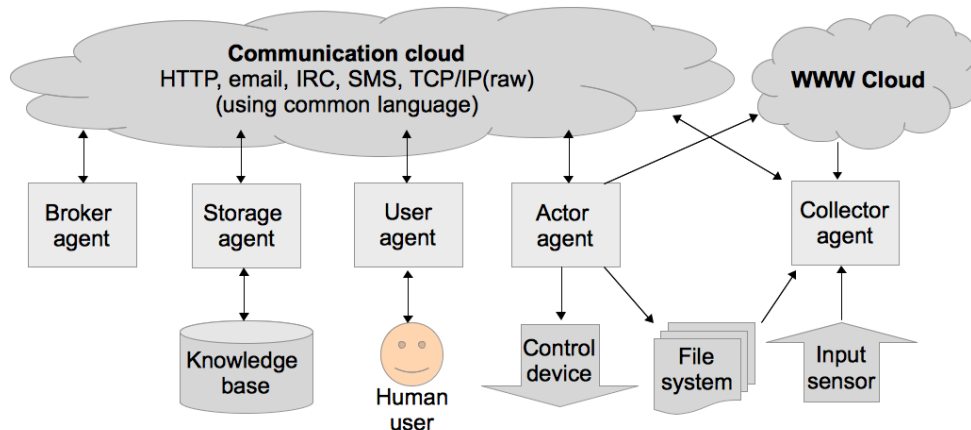 Communication cloud
HTTP, email, IRC, SMS, TCP/IP(raw)
(using common language)
WWW Cloud
Broker
agent
Storage
agent
User
agent
Actor
agent
Collector
agent
Knowledge
base
Human
user
Control
device
File
system
Input
sensor